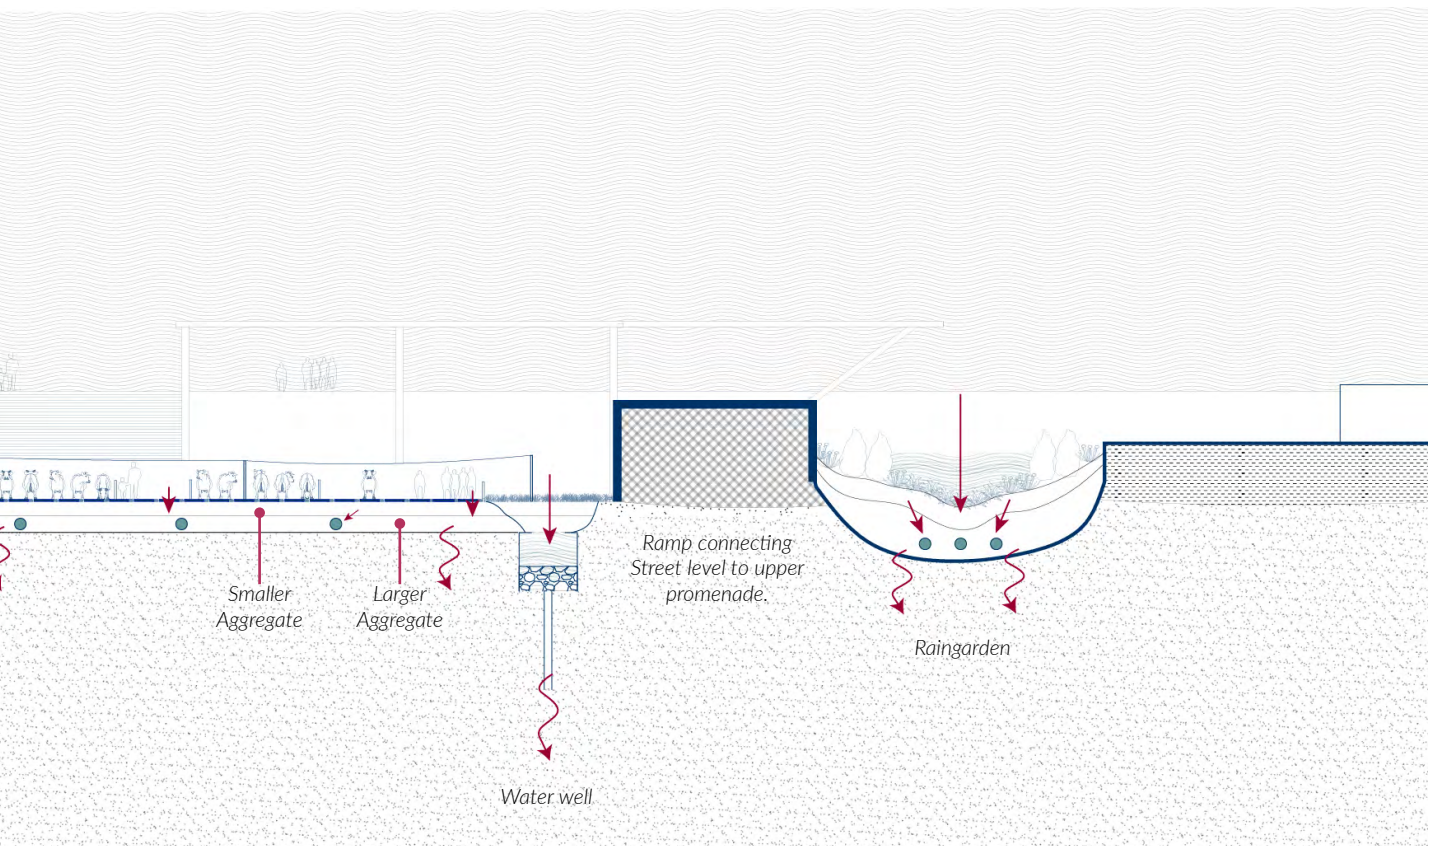 Ramp connecting
Street level to upper
promenade.
Smaller
Aggregate
Larger
Aggregate
Raingarden
Water well